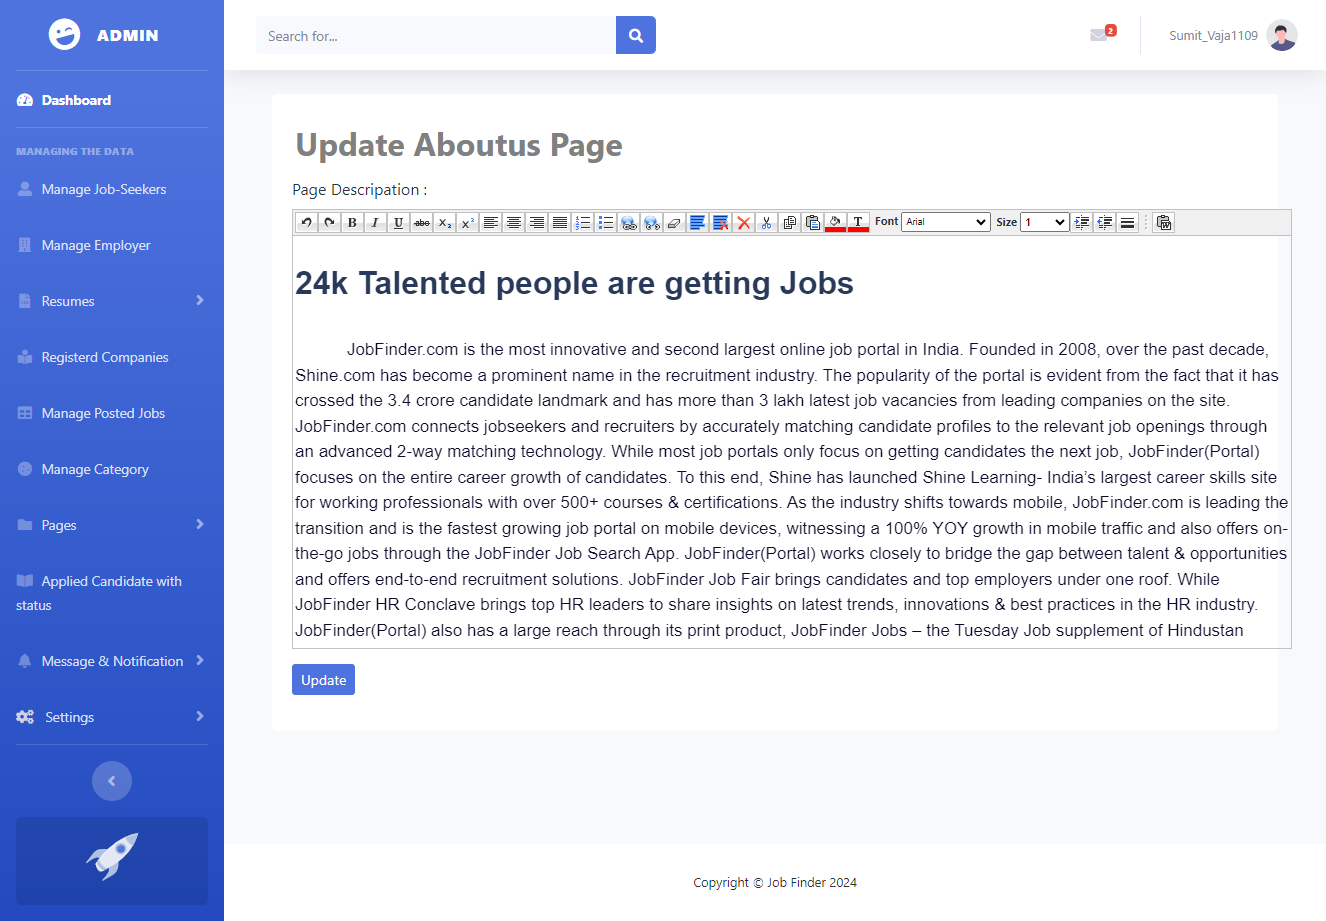 ADMIN
Search for...
2
Sumit_Vaja1109
Dashboard
MANAGING THE DATA
Manage Job-Seekers
Manage Employer
Resumes
Registerd Companies
Manage Posted Jobs
Manage Category
Pages
Applied Candidate with
status
Message & Notification
Settings
Update Aboutus Page
Page Descripation :
B I U abc X₂ X² T Font Arial Size 1
24k Talented people are getting Jobs
JobFinder.com is the most innovative and second largest online job portal in India. Founded in 2008, over the past decade,
Shine.com has become a prominent name in the recruitment industry. The popularity of the portal is evident from the fact that it has
crossed the 3.4 crore candidate landmark and has more than 3 lakh latest job vacancies from leading companies on the site.
JobFinder.com connects jobseekers and recruiters by accurately matching candidate profiles to the relevant job openings through
an advanced 2-way matching technology. While most job portals only focus on getting candidates the next job, JobFinder(Portal)
focuses on the entire career growth of candidates. To this end, Shine has launched Shine Learning- India’s largest career skills site
for working professionals with over 500+ courses & certifications. As the industry shifts towards mobile, JobFinder.com is leading the
transition and is the fastest growing job portal on mobile devices, witnessing a 100% YOY growth in mobile traffic and also offers on-
the-go jobs through the JobFinder Job Search App. JobFinder(Portal) works closely to bridge the gap between talent & opportunities
and offers end-to-end recruitment solutions. JobFinder Job Fair brings candidates and top employers under one roof. While
JobFinder HR Conclave brings top HR leaders to share insights on latest trends, innovations & best practices in the HR industry.
JobFinder(Portal) also has a large reach through its print product, JobFinder Jobs – the Tuesday Job supplement of Hindustan
Update
Copyright © Job Finder 2024